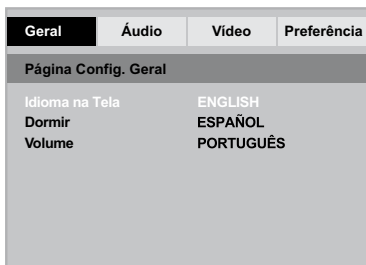 Geral Áudio Vídeo Preferência
Página Config. Geral
Idioma na Tela ENGLISH
Dormir ESPAÑOL
Volume PORTUGUÊS